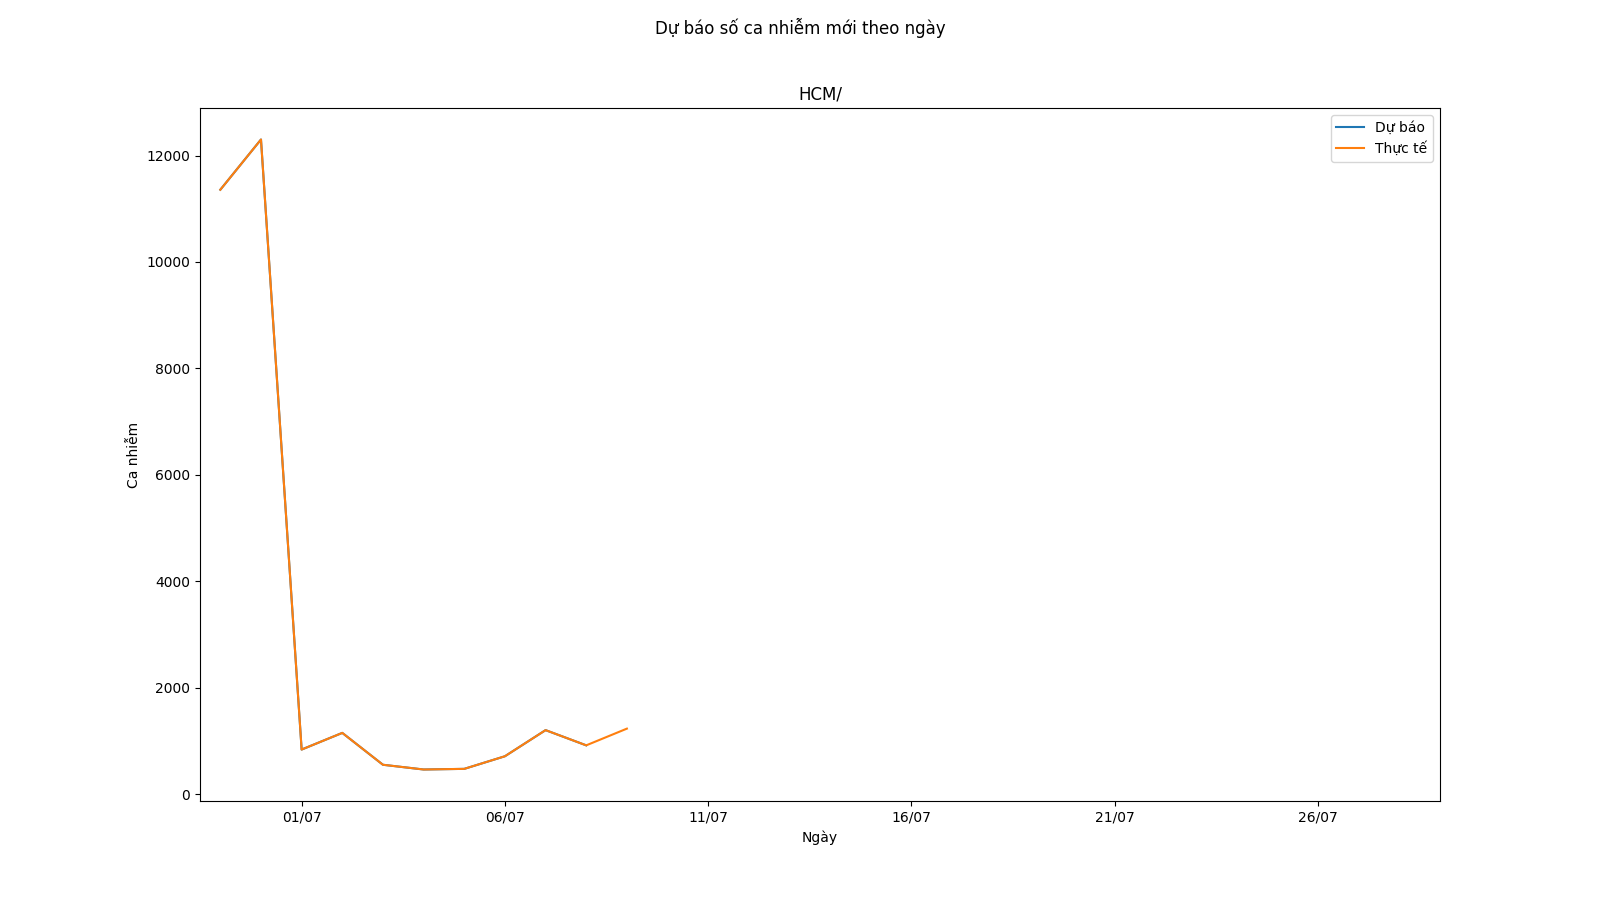 Dự báo số ca nhiễm mới theo ngày
HCM/
Dự báo
Thực tế
12000
10000
8000
6000
4000
2000
0
Ca nhiễm
01/07 06/07 11/07 16/07 21/07 26/07
Ngày